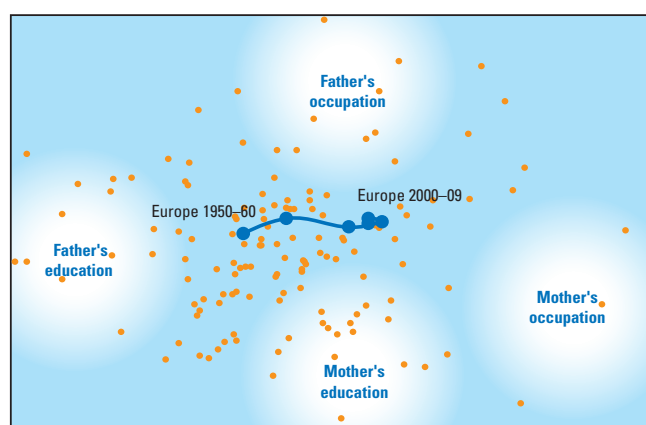 Father's
occupation
Europe 1950–60
Europe 2000–09
Father's
education
Mother's
occupation
Mother's
education